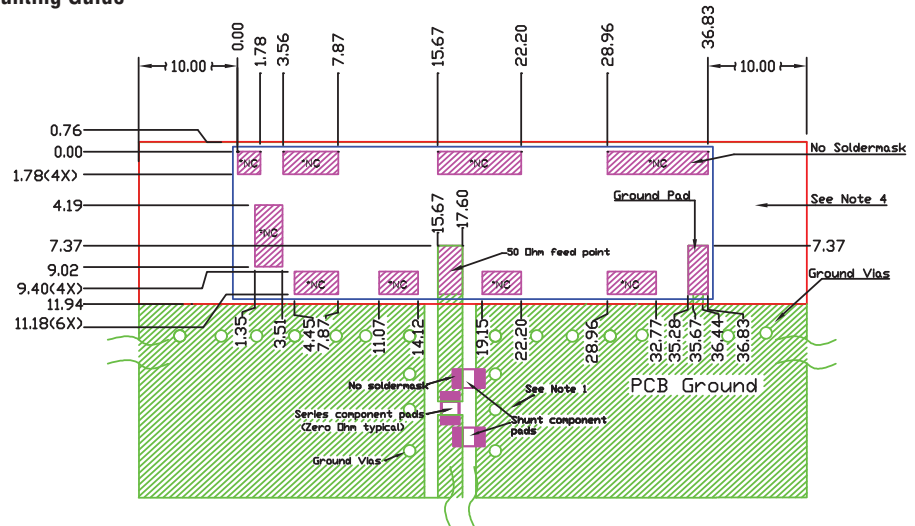 unting Guide
0.00
1.78
3.56
7.87
15.67
22.20
28.96
36.83
10.00
10.00
0.76
0.00
1.78(4X)
4.19
7.37
9.02
9.40(4X)
11.94
11.18(6X)
*NC
*NC
*NC
*NC
No Soldermask
See Note 4
Ground Pad
15.67
17.60
*NC
50 Ohm feed point
7.37
Ground Vias
*NC
*NC
*NC
*NC
1.35
3.51
4.45
7.87
11.07
14.12
19.15
22.20
28.96
32.77
35.28
35.67
36.44
36.83
PCB Ground
No soldermask
See Note 1
Series component pads
(Zero Ohm typical)
Shunt component
pads
Ground Vias